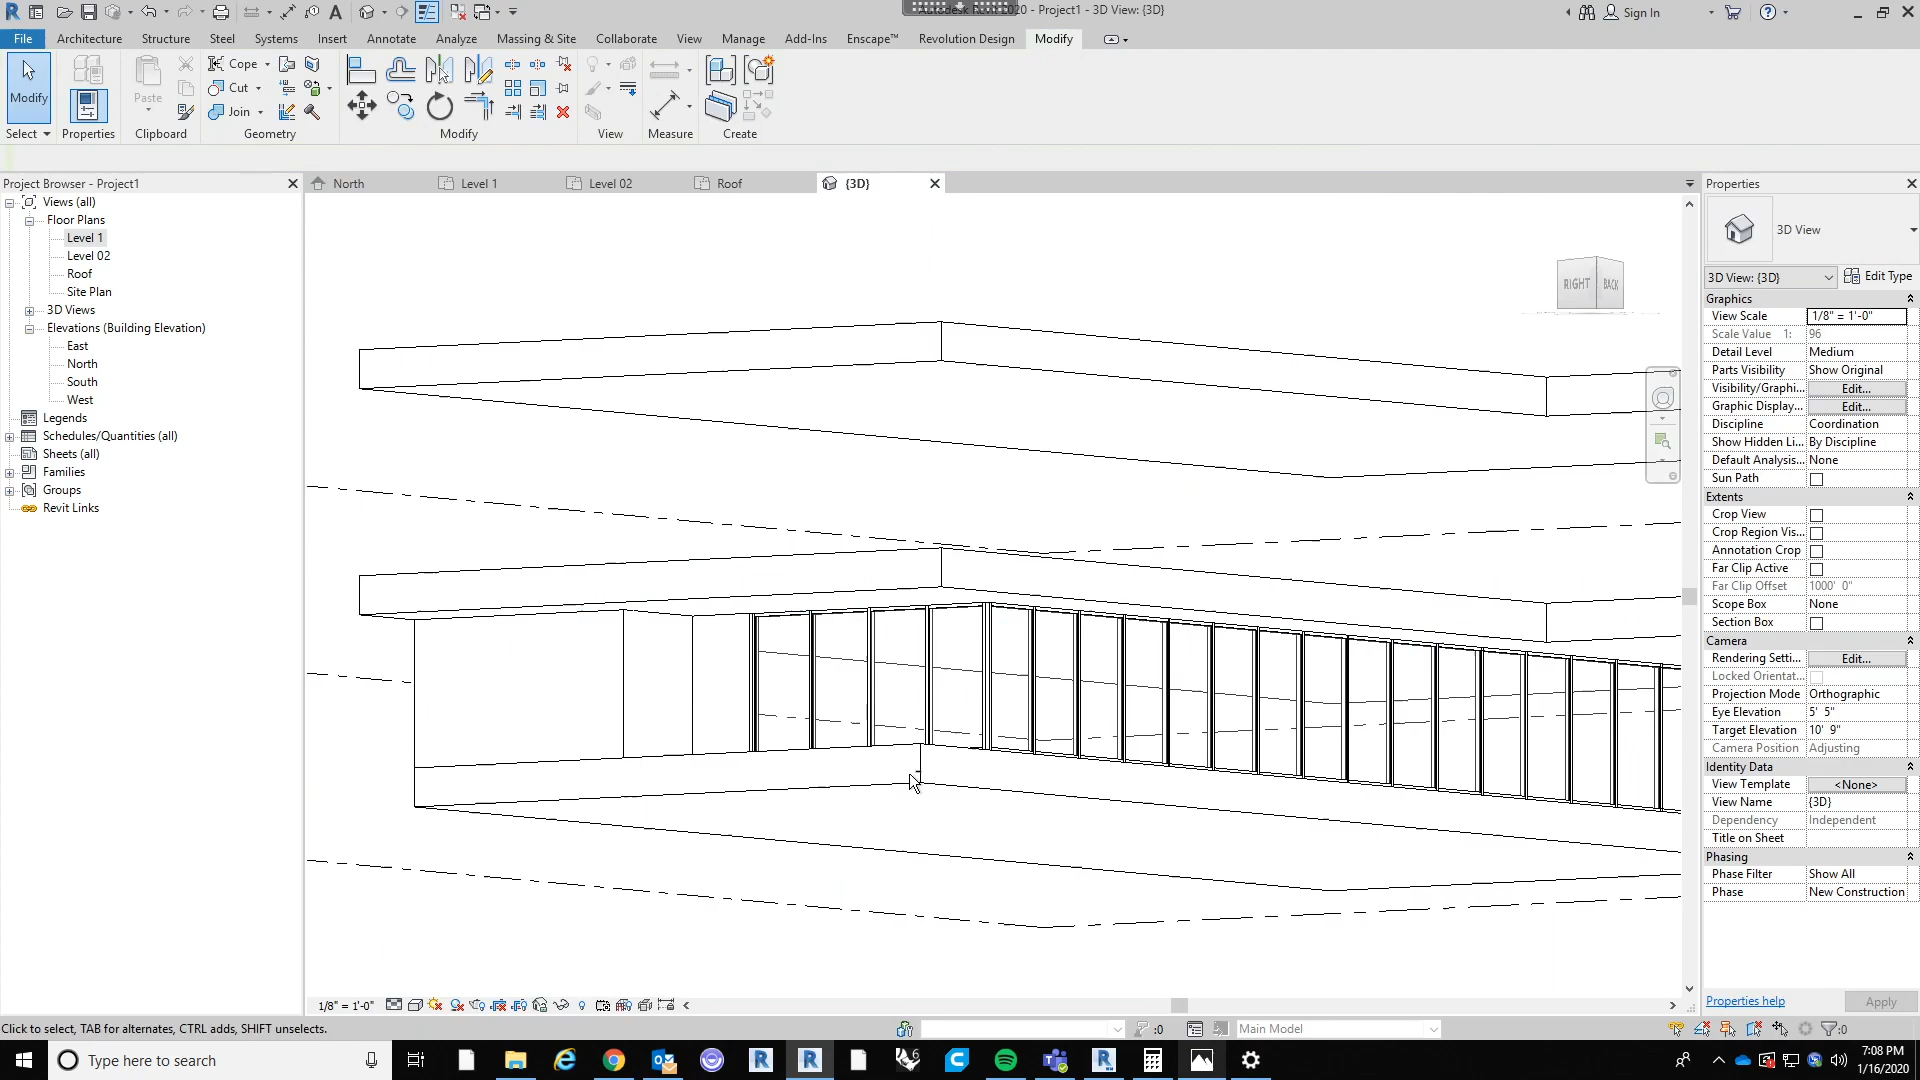 Autodesk Revit 2020 - Project1 - 3D View: {3D}
Sign In
File Architecture Structure Steel Systems Insert Annotate Analyze Massing & Site Collaborate View Manage Add-Ins Enscape™ Revolution Design Modify
Modify
Paste
Cope
Cut
Join
Select Properties Clipboard Geometry Modify View Measure Create
Project Browser - Project1
North
Level 1
Level 02
Roof
{3D}
Properties
Views (all)
Floor Plans
Level 1
Level 02
Roof
Site Plan
3D Views
Elevations (Building Elevation)
East
North
South
West
Legends
Schedules/Quantities (all)
Sheets (all)
Families
Groups
Revit Links
RIGHT BACK
3D View
3D View: {3D} Edit Type
Graphics
View Scale 1/8" = 1'-0"
Scale Value 1: 96
Detail Level Medium
Parts Visibility Show Original
Visibility/Graphi... Edit...
Graphic Display... Edit...
Discipline Coordination
Show Hidden Li... By Discipline
Default Analysis... None
Sun Path
Extents
Crop View
Crop Region Vis...
Annotation Crop
Far Clip Active
Far Clip Offset 1000' 0"
Scope Box None
Section Box
Camera
Rendering Setti... Edit...
Locked Orientat...
Projection Mode Orthographic
Eye Elevation 5' 5"
Target Elevation 10' 9"
Camera Position Adjusting
Identity Data
View Template <None>
View Name {3D}
Dependency Independent
Title on Sheet
Phasing
Phase Filter Show All
Phase New Construction
Properties help Apply
1/8" = 1'-0"
Click to select, TAB for alternates, CTRL adds, SHIFT unselects.
:0
Main Model
:0
Type here to search
7:08 PM
1/16/2020